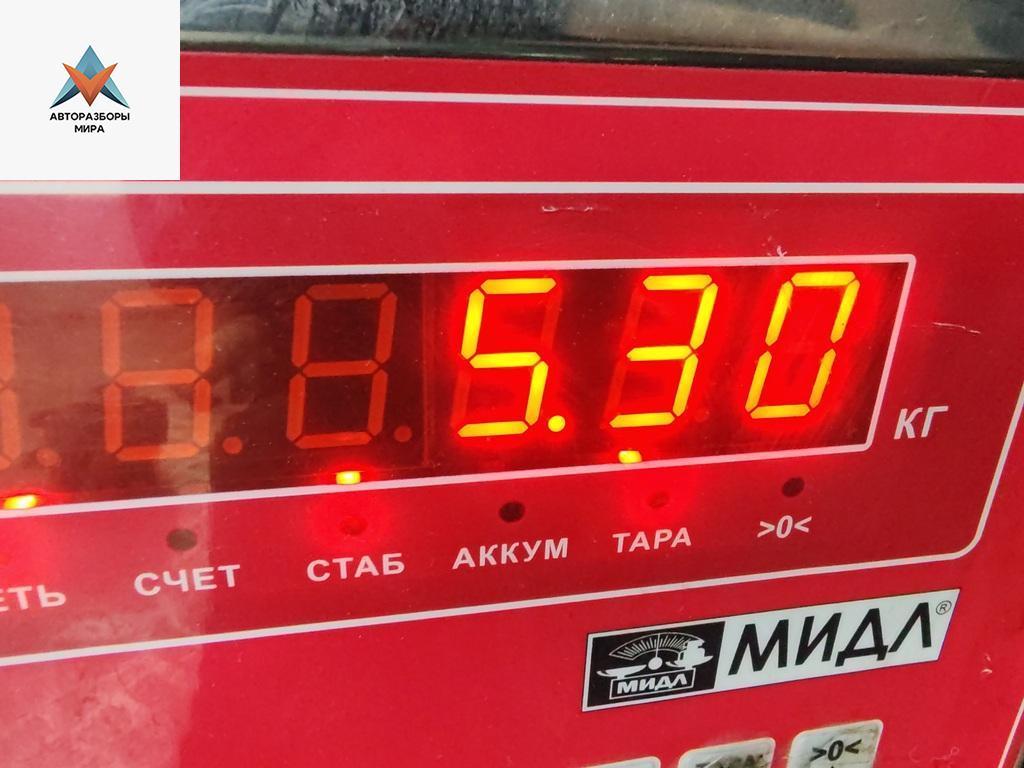 АВТОРАЗБОРЫ
МИРА
5.30
КГ
СЧЕТ СТАБ АККУМ ТАРА >0<
МИДЛ МИДЛ®
>0<